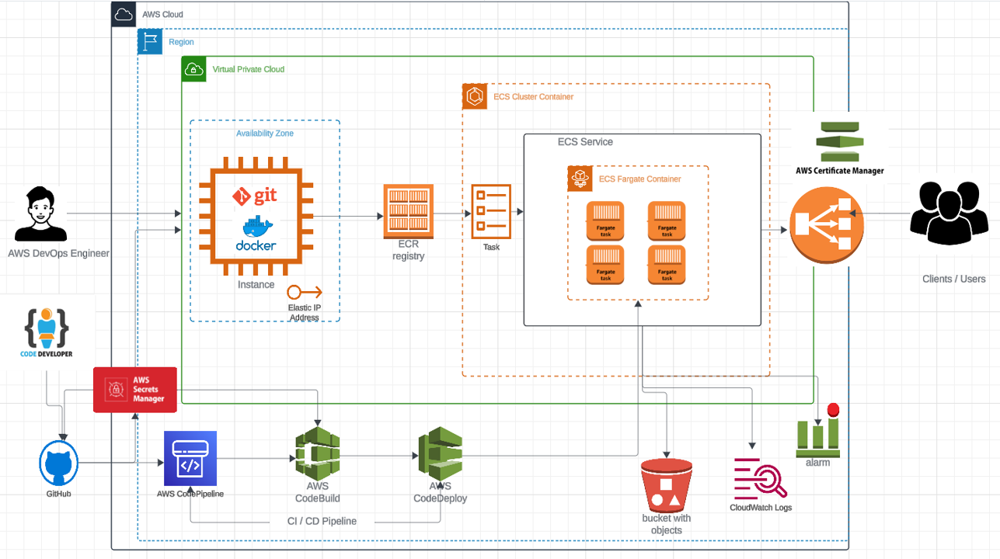 AWS Cloud
Region
Virtual Private Cloud
ECS Cluster Container
Availability Zone
ECS Service
AWS Certificate Manager
ECS Fargate Container
git
docker
Fargate
task
Fargate
task
Fargate
task
Fargate
task
ECR
registry
Task
AWS DevOps Engineer
Instance
Clients / Users
Elastic IP
Address
CODE DEVELOPER
AWS
Secrets
Manager
GitHub
AWS CodePipeline
AWS
CodeBuild
AWS
CodeDeploy
CI / CD Pipeline
bucket with
objects
CloudWatch Logs
alarm